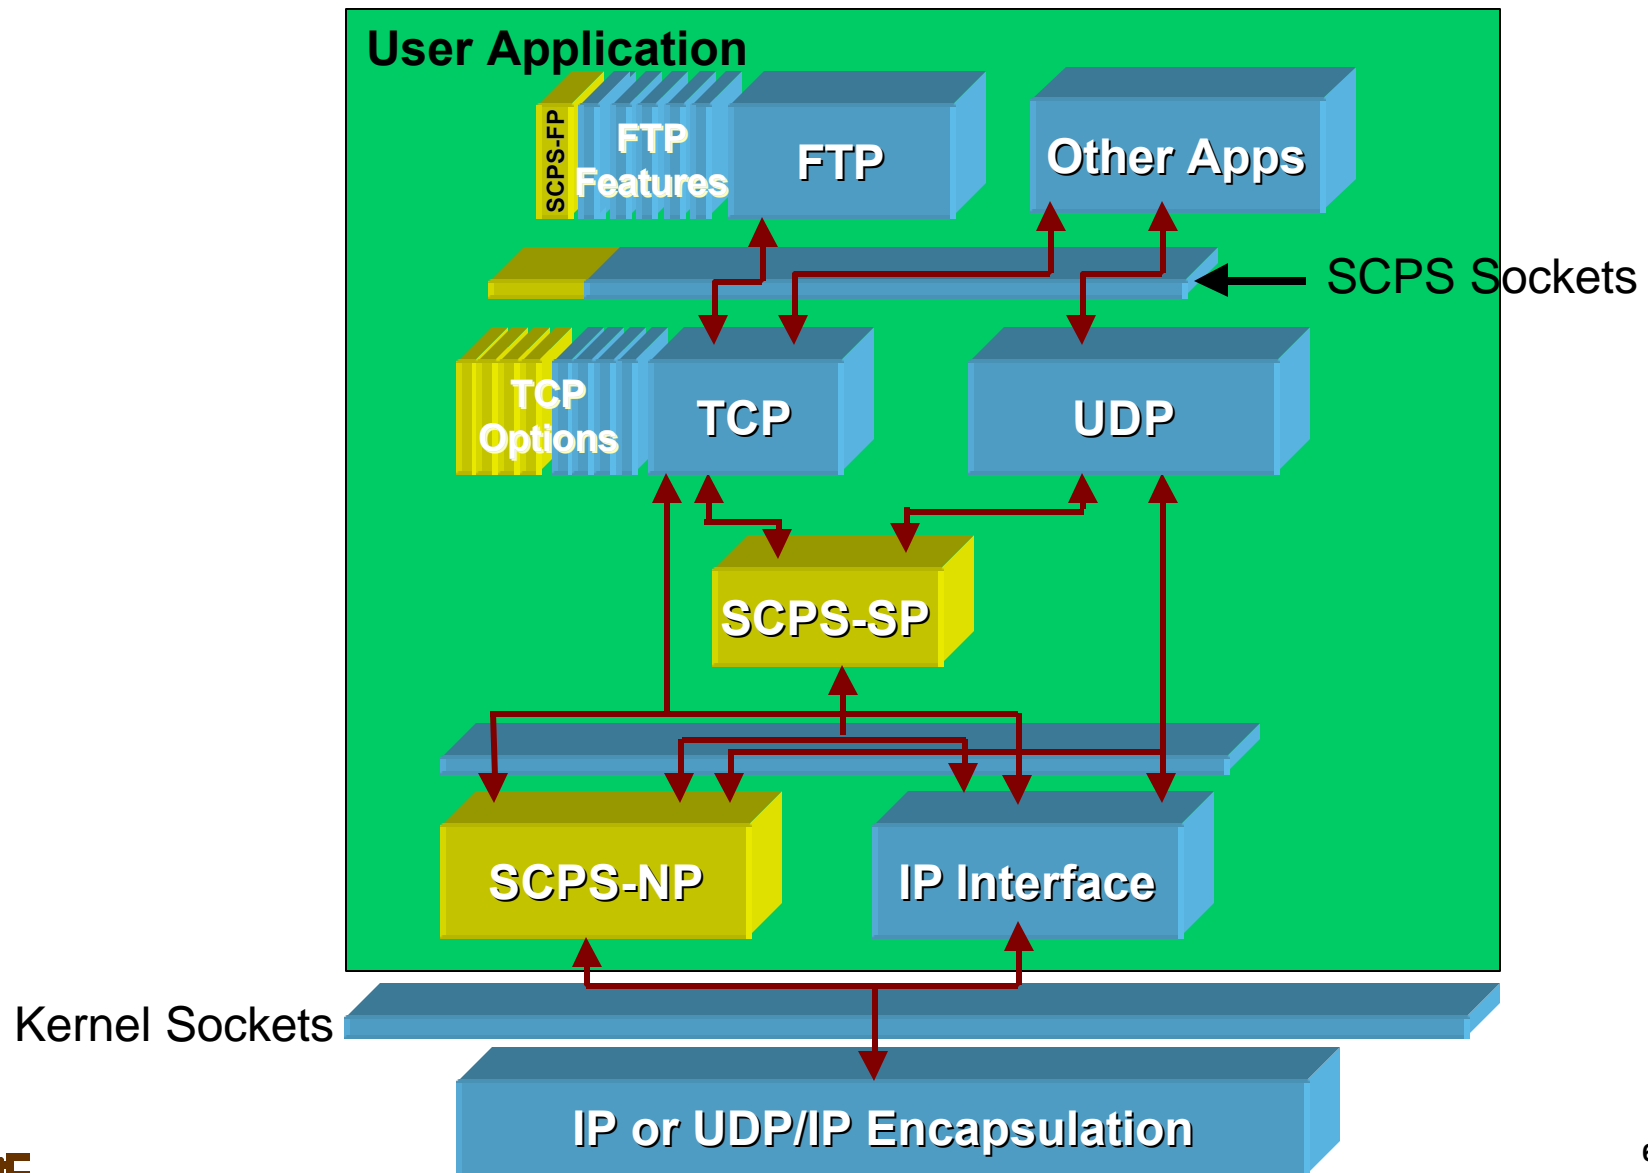 User Application
SCPS-FP
FTP
Features
FTP
Other Apps
SCPS Sockets
TCP
Options
TCP
UDP
SCPS-SP
SCPS-NP
IP Interface
Kernel Sockets
IP or UDP/IP Encapsulation